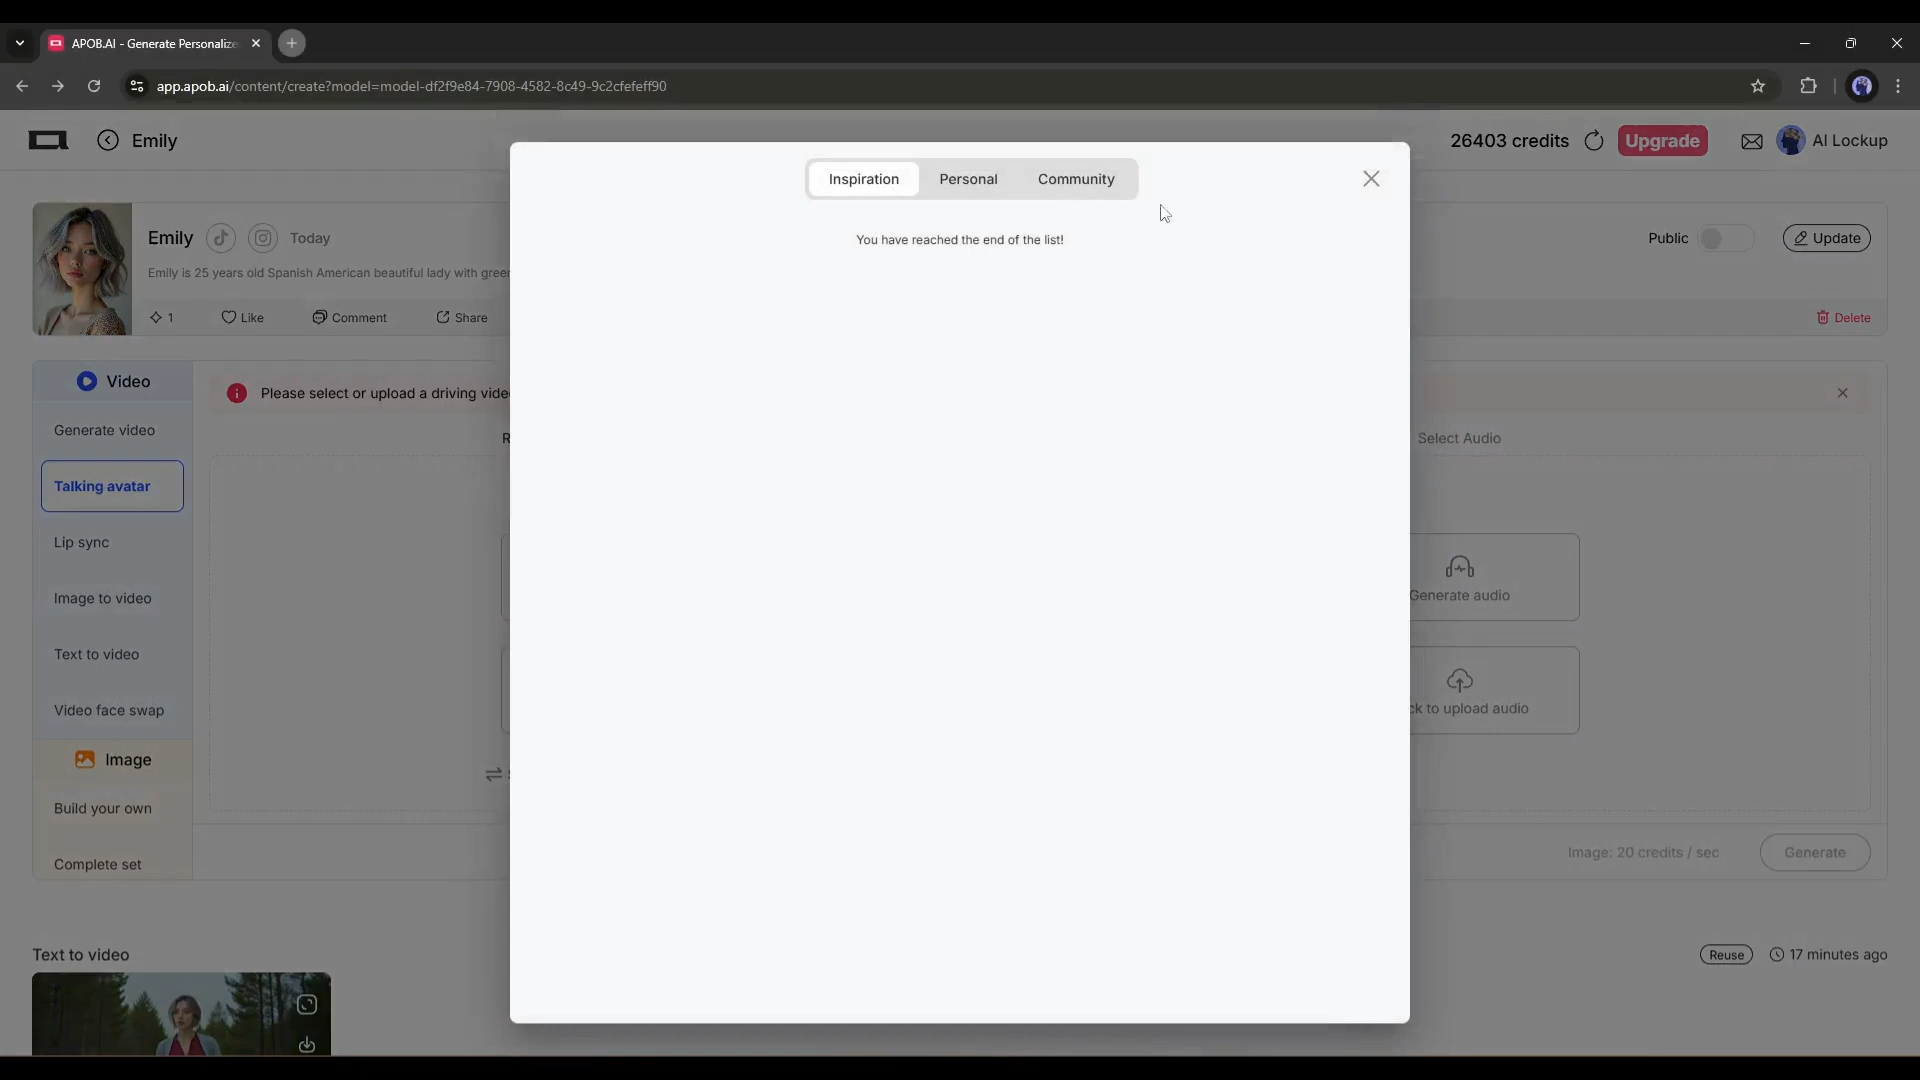 APOB.AI - Generate Personalize
app.apob.ai/content/create?model=model-df2f9e84-7908-4582-8c49-9c2cfefeff90
Emily
26403 credits
Upgrade
AI Lockup
Inspiration
Personal
Community
You have reached the end of the list!
Emily
Today
Public
Update
Emily is 25 years old Spanish American beautiful lady with green
1
Like
Comment
Share
Delete
Video
Please select or upload a driving vide
Generate video
R
Select Audio
Talking avatar
Lip sync
Image to video
Generate audio
Text to video
Video face swap
ck to upload audio
Image
Build your own
Complete set
Image: 20 credits / sec
Generate
Text to video
Reuse
17 minutes ago